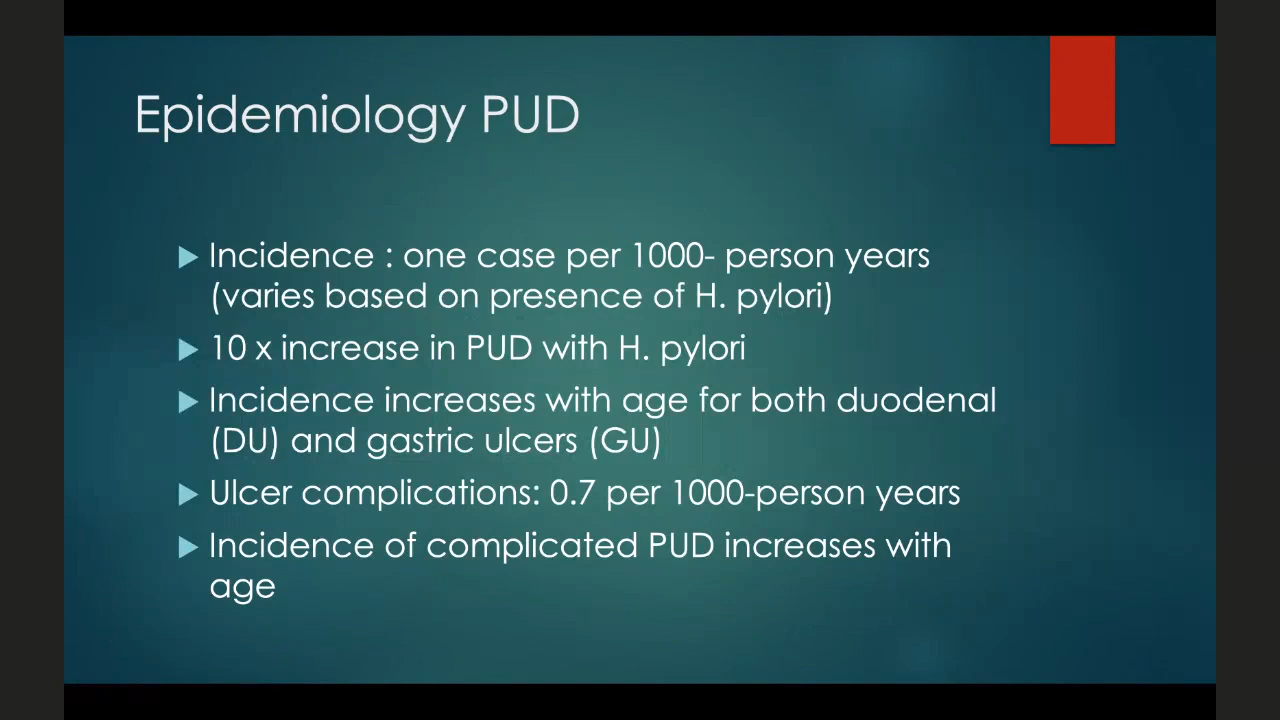 Epidemiology PUD
Incidence : one case per 1000- person years
(varies based on presence of H. pylori)
10 x increase in PUD with H. pylori
Incidence increases with age for both duodenal
(DU) and gastric ulcers (GU)
Ulcer complications: 0.7 per 1000-person years
Incidence of complicated PUD increases with
age